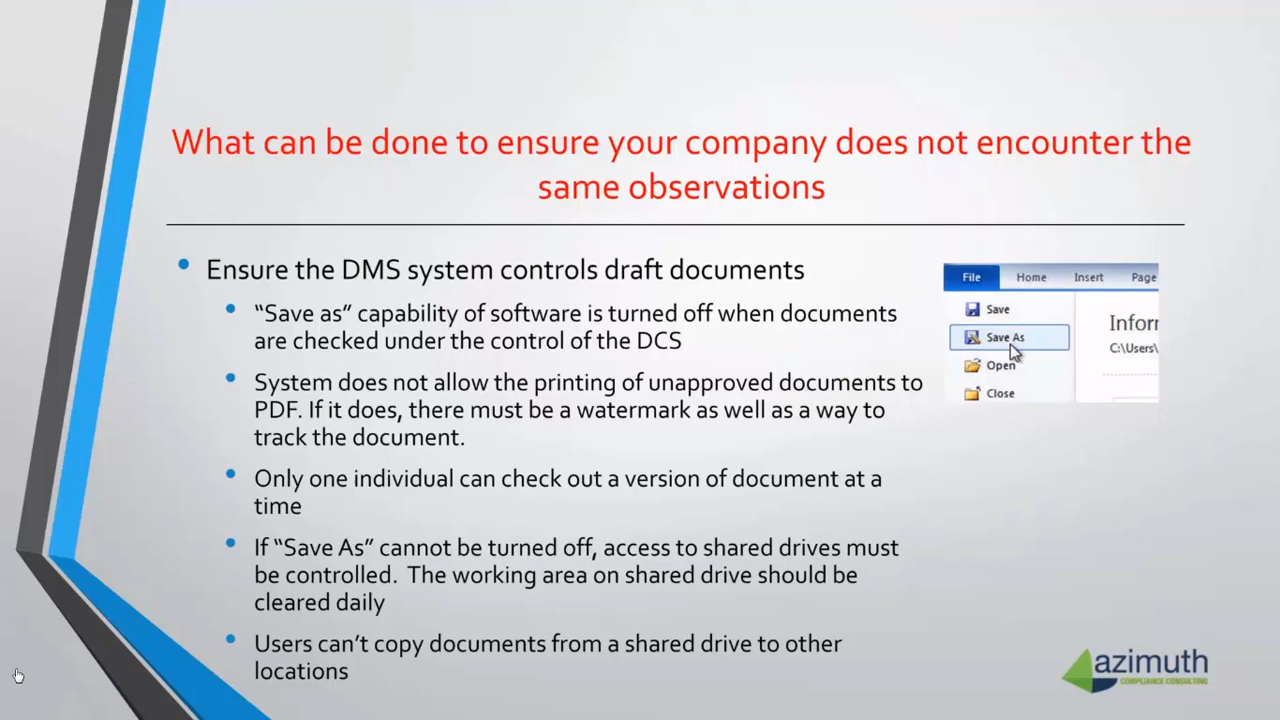 What can be done to ensure your company does not encounter the
same observations
Ensure the DMS system controls draft documents
“Save as” capability of software is turned off when documents
are checked under the control of the DCS
System does not allow the printing of unapproved documents to
PDF. If it does, there must be a watermark as well as a way to
track the document.
Only one individual can check out a version of document at a
time
If “Save As” cannot be turned off, access to shared drives must
be controlled.  The working area on shared drive should be
cleared daily
Users can’t copy documents from a shared drive to other
locations
File Home Insert Page
Save
Save As
Open
Close
Infor
C:\Users\
azimuth
COMPLIANCE CONSULTING